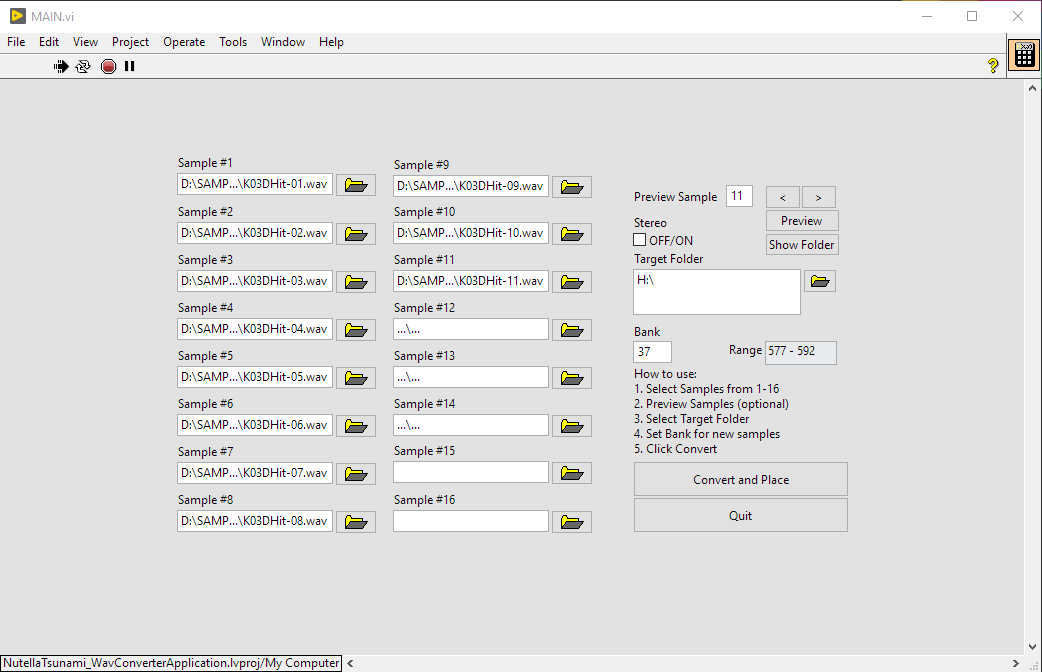 MAIN.vi
File Edit View Project Operate Tools Window Help
Sample #1
D:\SAMP...\K03DHit-01.wav
Sample #2
D:\SAMP...\K03DHit-02.wav
Sample #3
D:\SAMP...\K03DHit-03.wav
Sample #4
D:\SAMP...\K03DHit-04.wav
Sample #5
D:\SAMP...\K03DHit-05.wav
Sample #6
D:\SAMP...\K03DHit-06.wav
Sample #7
D:\SAMP...\K03DHit-07.wav
Sample #8
D:\SAMP...\K03DHit-08.wav
Sample #9
D:\SAMP...\K03DHit-09.wav
Sample #10
D:\SAMP...\K03DHit-10.wav
Sample #11
D:\SAMP...\K03DHit-11.wav
Sample #12
...\...
Sample #13
...\...
Sample #14
...\...
Sample #15
Sample #16
Preview Sample 11 < >
Preview
Stereo
OFF/ON
Show Folder
Target Folder
H:\
Bank
37
Range 577 - 592
How to use:
1. Select Samples from 1-16
2. Preview Samples (optional)
3. Select Target Folder
4. Set Bank for new samples
5. Click Convert
Convert and Place
Quit
NutellaTsunami_WavConverterApplication.lvproj/My Computer